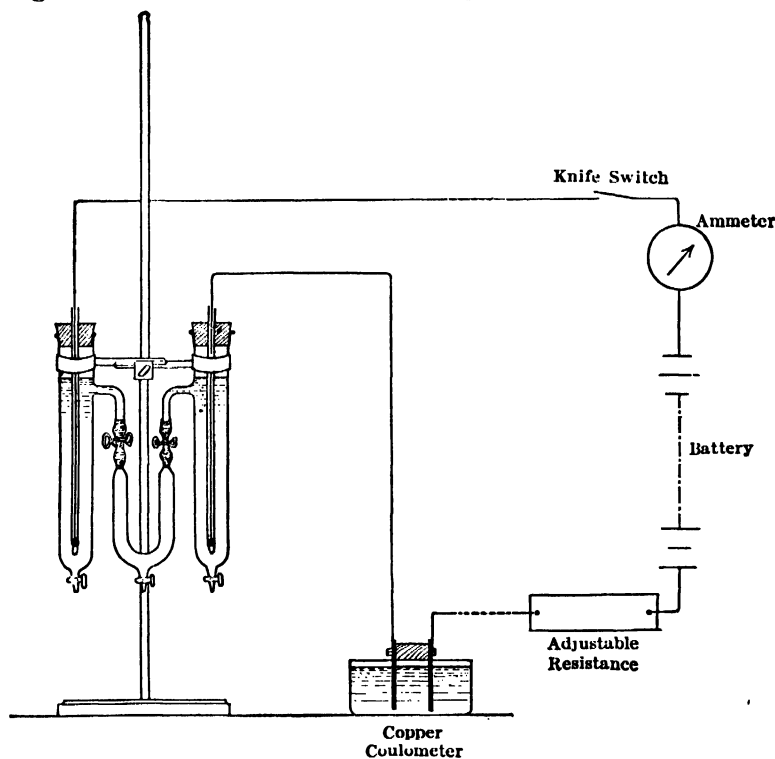 Knife Switch
Ammeter
Battery
Adjustable
Resistance
Copper
Coulometer